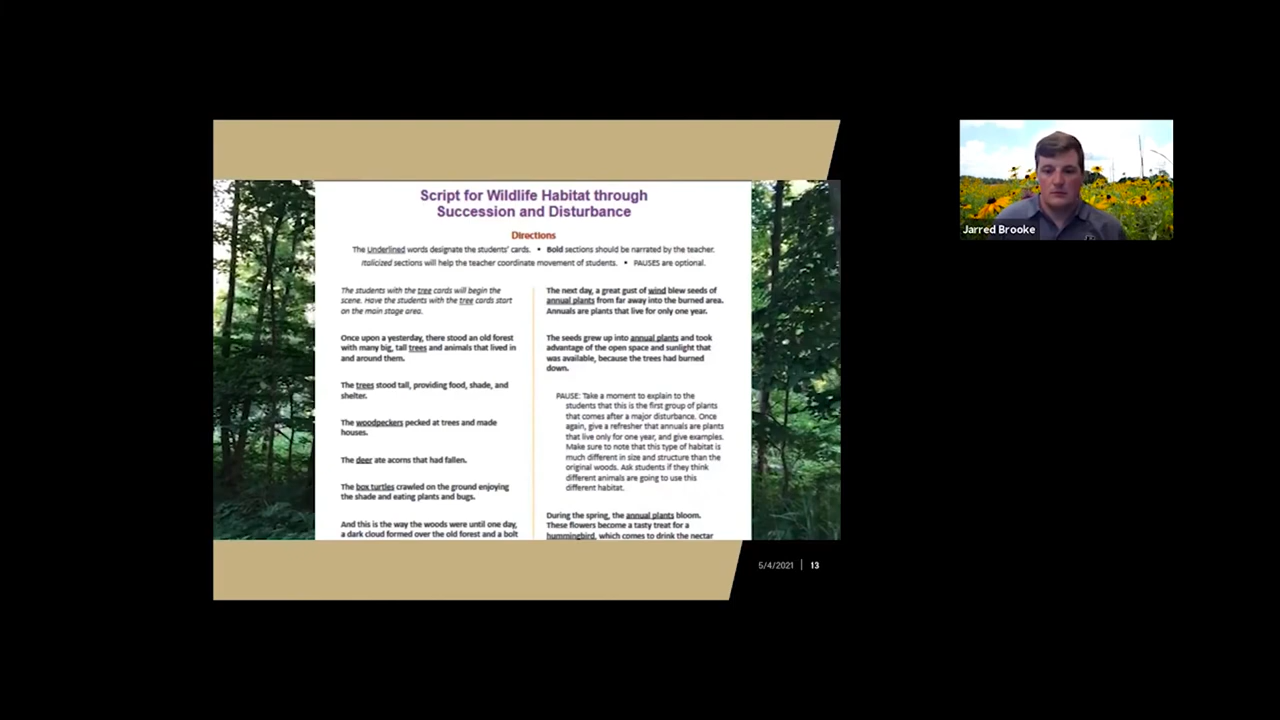 Script for Wildlife Habitat through
Succession and Disturbance
Directions
The Underlined words designate the students' cards. • Bold sections should be narrated by the teacher.
Italicized sections will help the teacher coordinate movement of students. • PAUSES are optional.
The students with the tree cards will begin the
scene. Have the students with the tree cards start
on the main stage area.
Once upon a yesterday, there stood an old forest
with many big, tall trees and animals that lived in
and around them.
The trees stood tall, providing food, shade, and
shelter.
The woodpeckers pecked at trees and made
houses.
The deer ate acorns that had fallen.
The box turtles crawled on the ground enjoying
the shade and eating plants and bugs.
And this is the way the woods were until one day,
a dark cloud formed over the old forest and a bolt
The next day, a great gust of wind blew seeds of
annual plants from far away into the burned area.
Annuals are plants that live for only one year.
The seeds grew up into annual plants and took
advantage of the open space and sunlight that
was available, because the trees had burned
down.
PAUSE: Take a moment to explain to the
students that this is the first group of plants
that comes after a major disturbance. Once
again, give a refresher that annuals are plants
that live only for one year, and give examples.
Make sure to note that this type of habitat is
much different in size and structure than the
original woods. Ask students if they think
different animals are going to use this
different habitat.
During the spring, the annual plants bloom.
These flowers become a tasty treat for a
hummingbird, which comes to drink the nectar
5/4/2021 | 13
Jarred Brooke